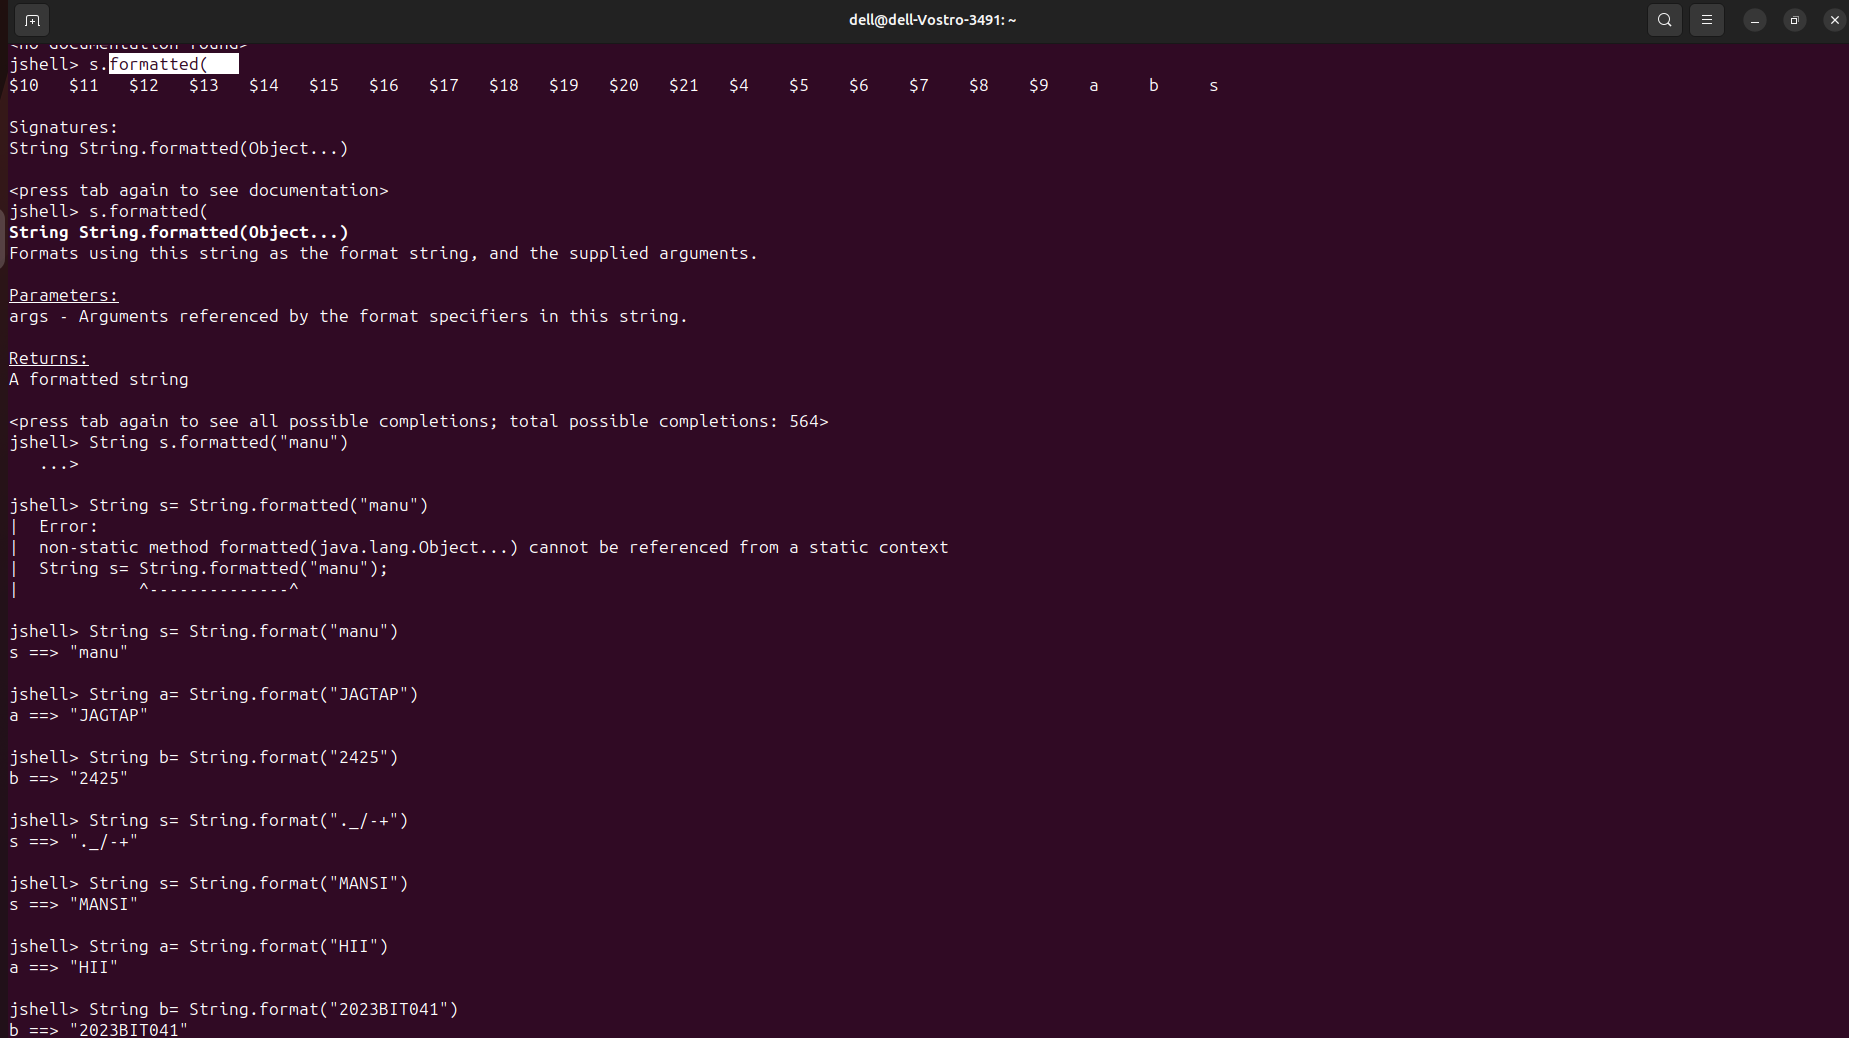 dell@dell-Vostro-3491: ~
<no documentation found>
jshell> s.formatted(
$10   $11   $12   $13   $14   $15   $16   $17   $18   $19   $20   $21   $4    $5    $6    $7    $8    $9    a     b     s

Signatures:
String String.formatted(Object...)

<press tab again to see documentation>
jshell> s.formatted(
String String.formatted(Object...)
Formats using this string as the format string, and the supplied arguments.

Parameters:
args - Arguments referenced by the format specifiers in this string.

Returns:
A formatted string

<press tab again to see all possible completions; total possible completions: 564>
jshell> String s.formatted("manu")
   ...>

jshell> String s= String.formatted("manu")
|  Error:
|  non-static method formatted(java.lang.Object...) cannot be referenced from a static context
|  String s= String.formatted("manu");
|            ^--------------^

jshell> String s= String.format("manu")
s ==> "manu"

jshell> String a= String.format("JAGTAP")
a ==> "JAGTAP"

jshell> String b= String.format("2425")
b ==> "2425"

jshell> String s= String.format("._/-+")
s ==> "._/-+"

jshell> String s= String.format("MANSI")
s ==> "MANSI"

jshell> String a= String.format("HII")
a ==> "HII"

jshell> String b= String.format("2023BIT041")
b ==> "2023BIT041"